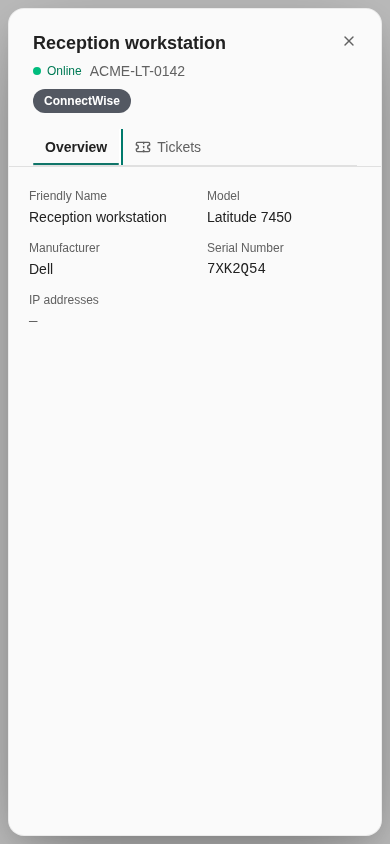 Reception workstation
Online ACME-LT-0142
ConnectWise
Overview Tickets
Friendly Name Model
Reception workstation Latitude 7450
Manufacturer Serial Number
Dell 7XK2Q54
IP addresses
—